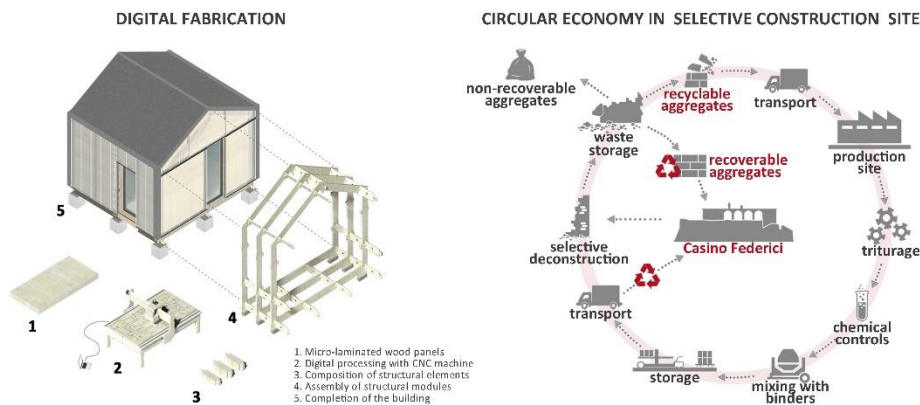 DIGITAL FABRICATION
5
4
1
2
3
1. Micro-laminated wood panels
2. Digital processing with CNC machine
3. Composition of structural elements
4. Assembly of structural modules
5. Completion of the building
CIRCULAR ECONOMY IN SELECTIVE CONSTRUCTION SITE
non-recoverable
aggregates
recyclable
aggregates
transport
waste
storage
recoverable
aggregates
production
site
selective
deconstruction
Casino Federici
triturage
transport
chemical
controls
storage
mixing with
binders